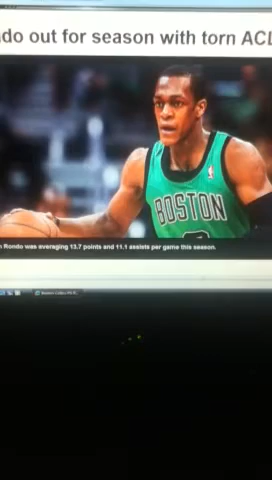 do out for season with torn ACL
BOSTON
n Rondo was averaging 13.7 points and 11.1 assists per game this season.